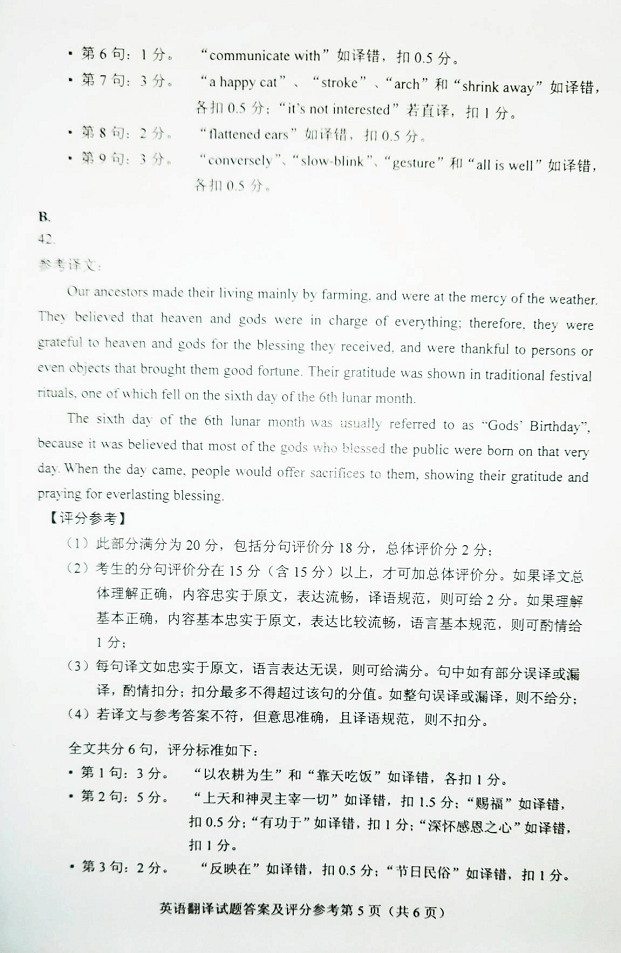 • 第 6 句：1 分。 “communicate with” 如译错，扣 0.5 分。
• 第 7 句：3 分。 “a happy cat” 、 “stroke” 、“arch” 和 “shrink away” 如译错，
各扣 0.5 分；“it's not interested” 若直译，扣 1 分。
• 第 8 句：2 分。 “flattened ears” 如译错，扣 0.5 分。
• 第 9 句：3 分。 “conversely”、“slow-blink”、“gesture” 和 “all is well” 如译错，
各扣 0.5 分。
B.
42.
参考译文：
Our ancestors made their living mainly by farming, and were at the mercy of the weather.
They believed that heaven and gods were in charge of everything; therefore, they were
grateful to heaven and gods for the blessing they received, and were thankful to persons or
even objects that brought them good fortune. Their gratitude was shown in traditional festival
rituals, one of which fell on the sixth day of the 6th lunar month.
The sixth day of the 6th lunar month was usually referred to as “Gods' Birthday”,
because it was believed that most of the gods who blessed the public were born on that very
day. When the day came, people would offer sacrifices to them, showing their gratitude and
praying for everlasting blessing.
【评分参考】
（1）此部分满分为 20 分，包括分句评价分 18 分，总体评价分 2 分；
（2）考生的分句评价分在 15 分（含 15 分）以上，才可加总体评价分。如果译文总
体理解正确，内容忠实于原文，表达流畅，译语规范，则可给 2 分。如果理解
基本正确，内容基本忠实于原文，表达比较流畅，语言基本规范，则可酌情给
1 分；
（3）每句译文如忠实于原文，语言表达无误，则可给满分。句中如有部分误译或漏
译，酌情扣分；扣分最多不得超过该句的分值。如整句误译或漏译，则不给分；
（4）若译文与参考答案不符，但意思准确，且译语规范，则不扣分。
全文共分 6 句，评分标准如下：
• 第 1 句：3 分。 “以农耕为生” 和 “靠天吃饭” 如译错，各扣 1 分。
• 第 2 句：5 分。 “上天和神灵主宰一切” 如译错，扣 1.5 分；“赐福” 如译错，
扣 0.5 分；“有功于” 如译错，扣 1 分；“深怀感恩之心” 如译错，
扣 1 分。
• 第 3 句：2 分。 “反映在” 如译错，扣 0.5 分；“节日民俗” 如译错，扣 1 分。
英语翻译试题答案及评分参考第 5 页（共 6 页）